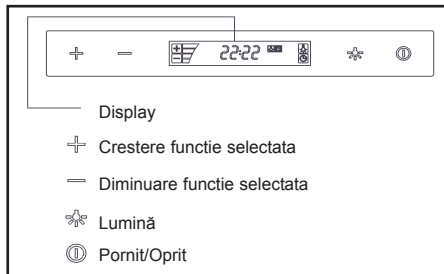 22:22
Display
Crestere functie selectata
Diminuare functie selectata
Lumină
Pornit/Oprit